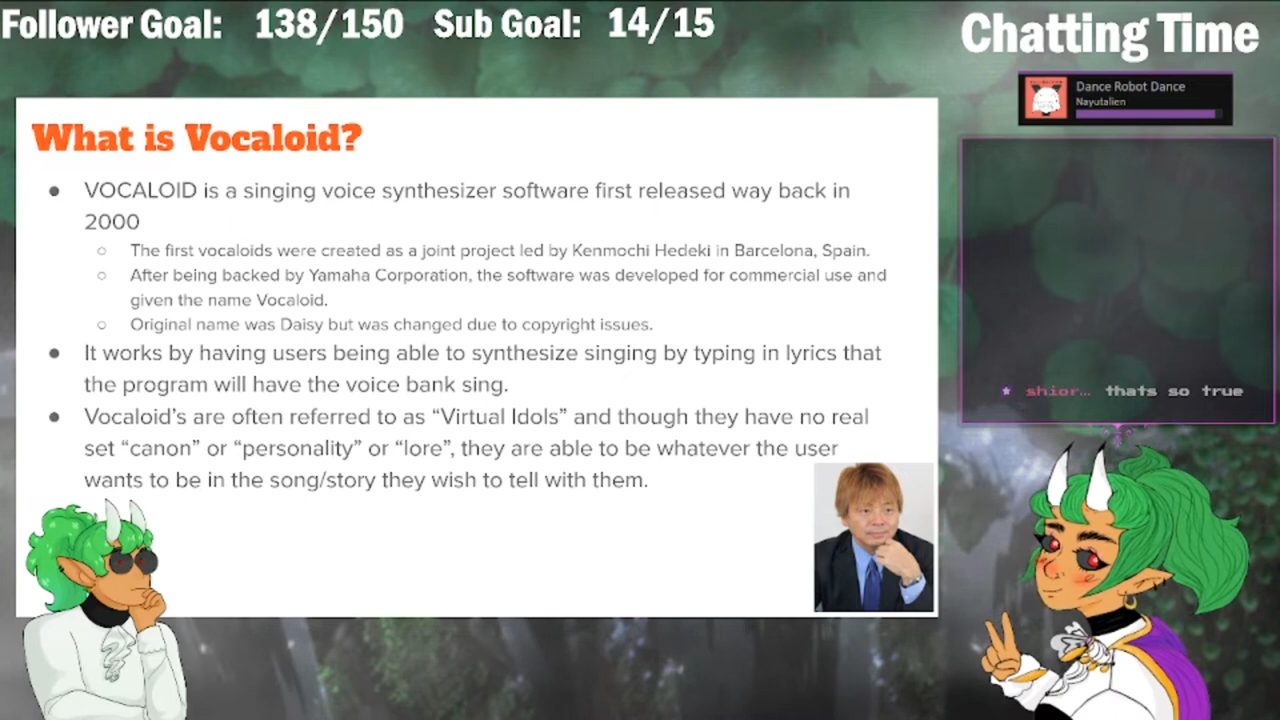 Follower Goal: 138/150 Sub Goal: 14/15
Chatting Time
Dance Robot Dance
Nayutalien
What is Vocaloid?
● VOCALOID is a singing voice synthesizer software first released way back in
2000
○ The first vocaloids were created as a joint project led by Kenmochi Hedeki in Barcelona, Spain.
○ After being backed by Yamaha Corporation, the software was developed for commercial use and
given the name Vocaloid.
○ Original name was Daisy but was changed due to copyright issues.
● It works by having users being able to synthesize singing by typing in lyrics that
the program will have the voice bank sing.
● Vocaloid's are often referred to as “Virtual Idols” and though they have no real
set “canon” or “personality” or “lore”, they are able to be whatever the user
wants to be in the song/story they wish to tell with them.
shior... thats so true